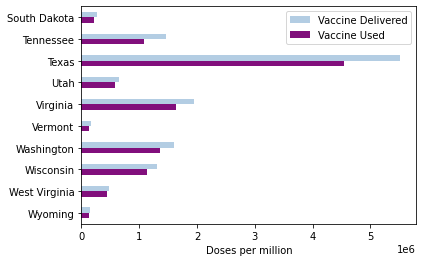 South Dakota
Tennessee
Texas
Utah
Virginia
Vermont
Washington
Wisconsin
West Virginia
Wyoming
Vaccine Delivered
Vaccine Used
0 1 2 3 4 5
1e6
Doses per million